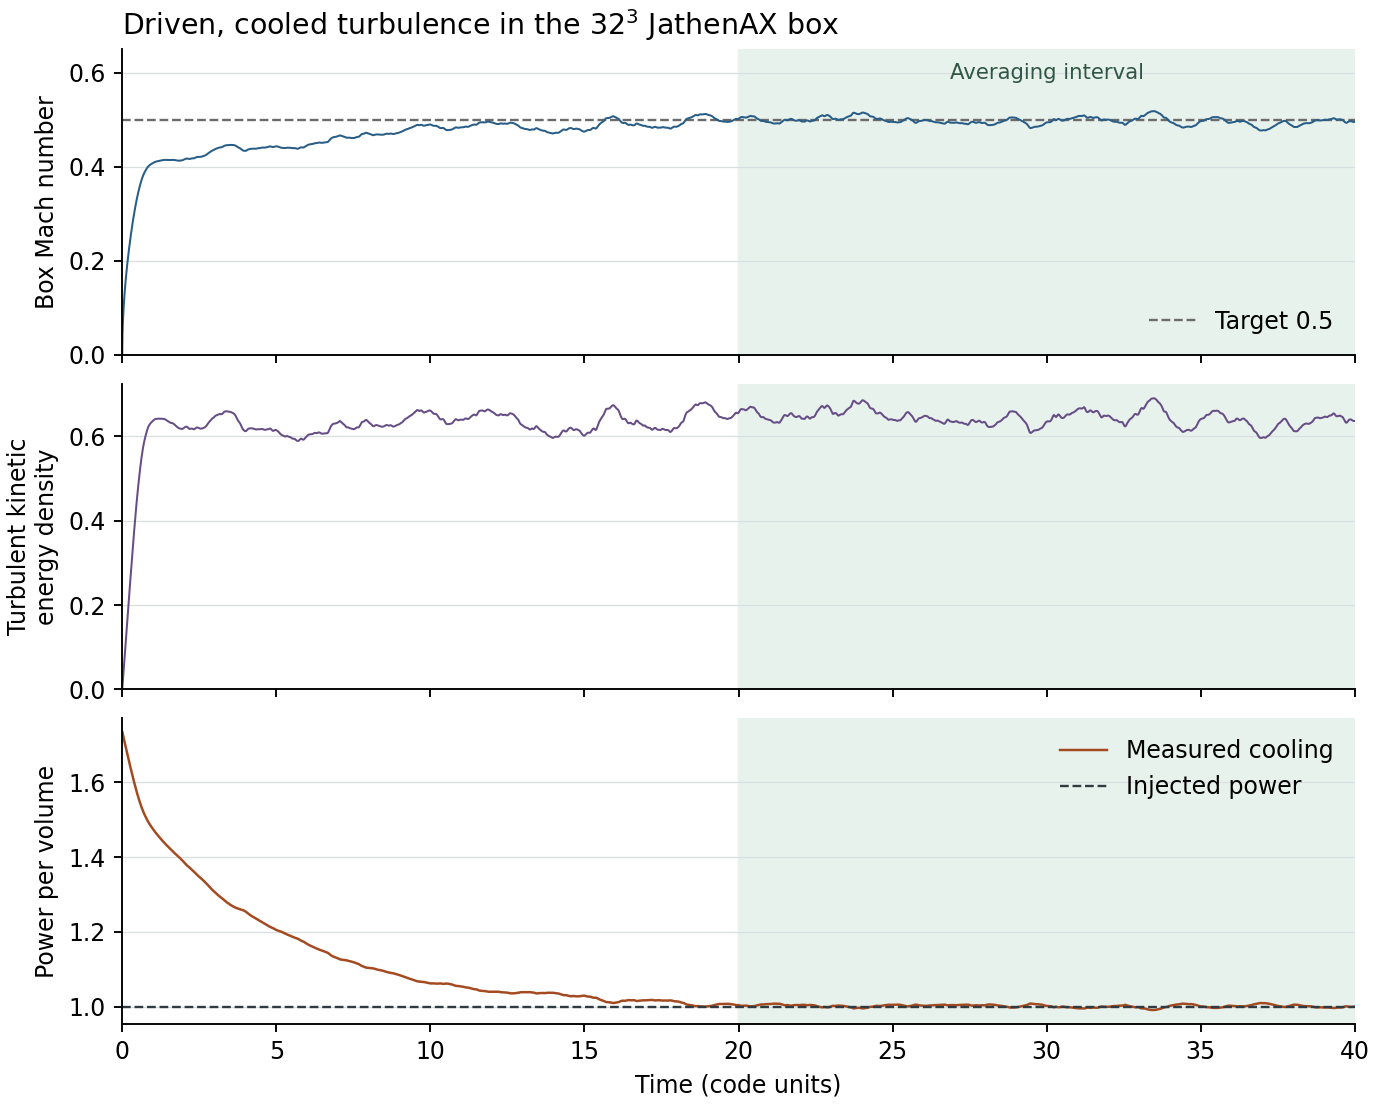 Driven, cooled turbulence in the 32³ JathenAX box
Box Mach number
0.6
0.4
0.2
0.0
Averaging interval
Target 0.5
Turbulent kinetic
energy density
0.6
0.4
0.2
0.0
Power per volume
1.6
1.4
1.2
1.0
Measured cooling
Injected power
0 5 10 15 20 25 30 35 40
Time (code units)